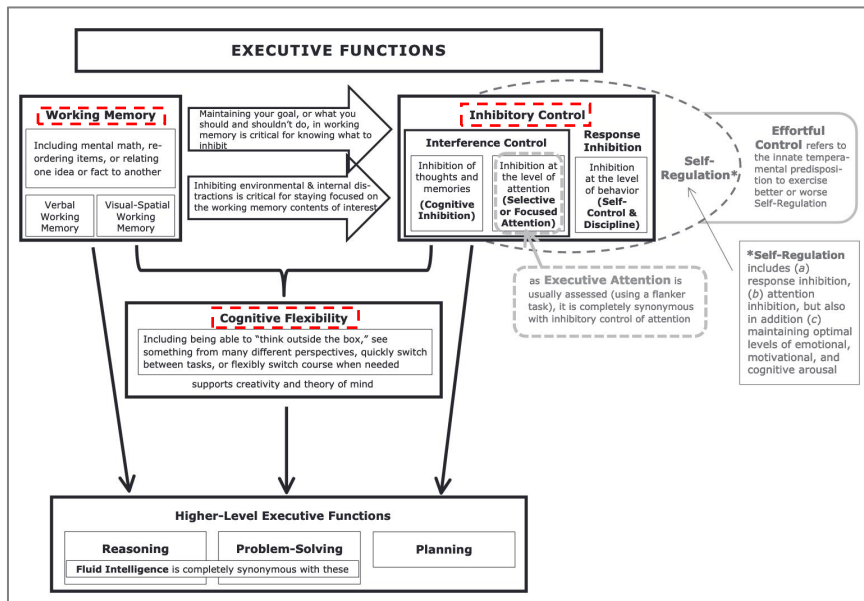 EXECUTIVE FUNCTIONS
Working Memory
Including mental math, re-
ordering items, or relating
one idea or fact to another
Verbal
Working
Memory
Visual-Spatial
Working
Memory
Maintaining your goal, or what you
should and shouldn't do, in
working memory is critical for knowing what to
inhibit
Inhibiting environmental & internal dis-
tractions is critical for staying focused on
the working memory contents of interest
Inhibitory Control
Interference Control
Inhibition of
thoughts and
memories
(Cognitive
Inhibition)
Inhibition at
the level of
attention
(Selective
or Focused
Attention)
Response
Inhibition
Inhibition
at the level
of behavior
(Self-
Control &
Discipline)
Self-
Regulation*
Effortful
Control refers to
the innate tempera-
mental predisposition
to exercise
better or worse
Self-Regulation
as Executive Attention is
usually assessed (using a flanker
task), it is completely synonymous
with inhibitory control of attention
*Self-Regulation
includes (a)
response inhibition,
(b) attention
inhibition, but also
in addition (c)
maintaining optimal
levels of emotional,
motivational, and
cognitive arousal
Cognitive Flexibility
Including being able to "think outside the box," see
something from many different perspectives, quickly switch
between tasks, or flexibly switch course when needed
supports creativity and theory of mind
Higher-Level Executive Functions
Reasoning
Problem-Solving
Planning
Fluid Intelligence is completely synonymous with these